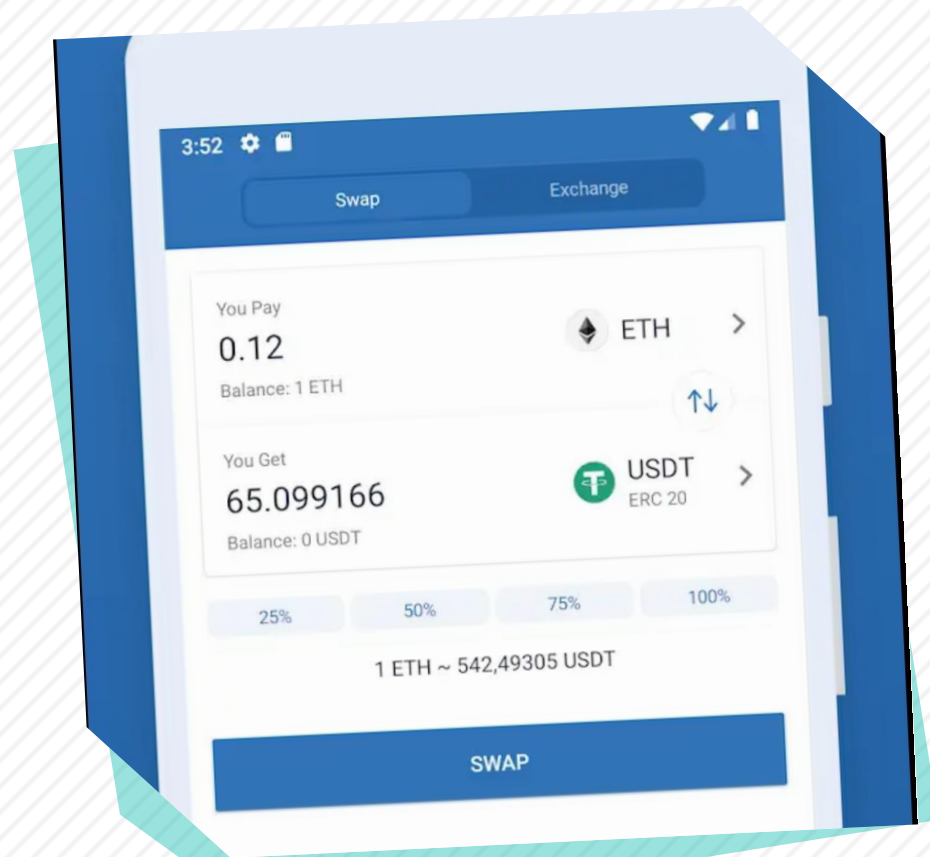 3:52
Swap
Exchange
You Pay
0.12
ETH
Balance: 1 ETH
You Get
65.099166
USDT
ERC 20
Balance: 0 USDT
25%
50%
75%
100%
1 ETH ~ 542,49305 USDT
SWAP